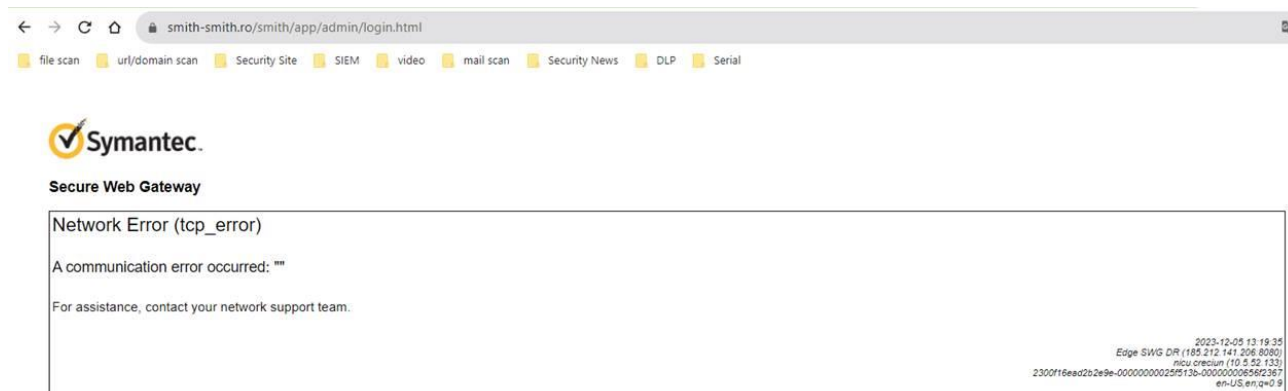 smith-smith.ro/smith/app/admin/login.html
file scan url/domain scan Security Site SIEM video mail scan Security News DLP Serial
Symantec™
Secure Web Gateway
Network Error (tcp_error)
A communication error occurred: ""
For assistance, contact your network support team.
2023-12-05 13:19:35
Edge SWG DR (185.212.141.206:8080)
nicu creciun (10.5.52.133)
2300f16ead2b2e9e-00000000025f513b-00000000656f2367
en-US,en;q=0.9